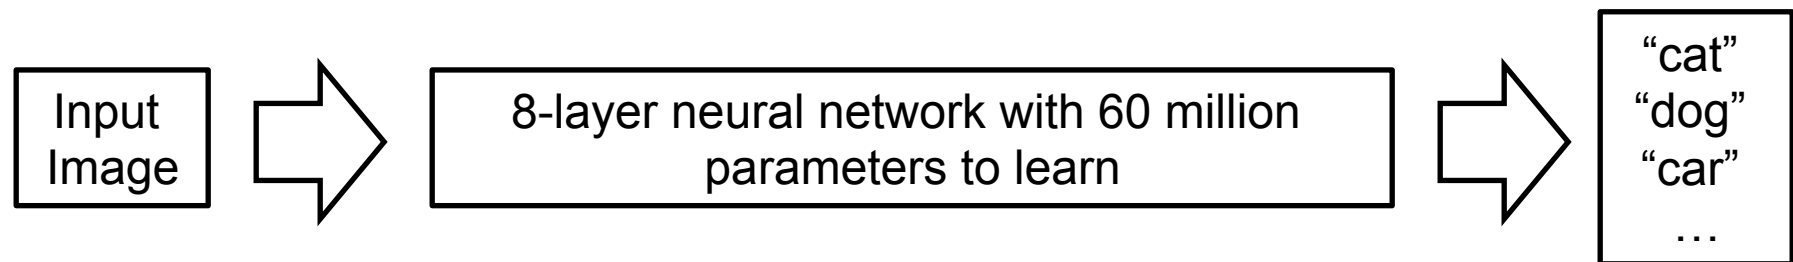 Input
Image
8-layer neural network with 60 million
parameters to learn
“cat”
“dog”
“car”
…